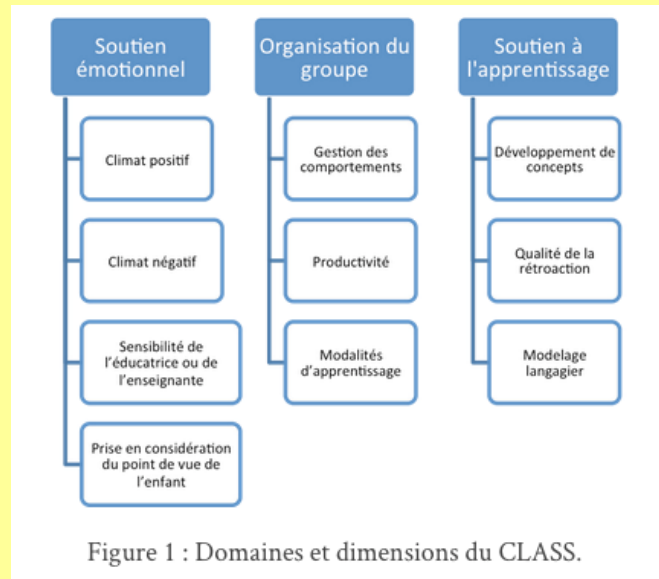 Soutien
émotionnel
Climat positif
Climat négatif
Sensibilité de
l’éducatrice ou de
l’enseignante
Prise en considération
du point de vue de
l’enfant
Organisation du
groupe
Gestion des
comportements
Productivité
Modalités
d’apprentissage
Soutien à
l'apprentissage
Développement de
concepts
Qualité de la
rétroaction
Modelage
langagier
Figure 1 : Domaines et dimensions du CLASS.